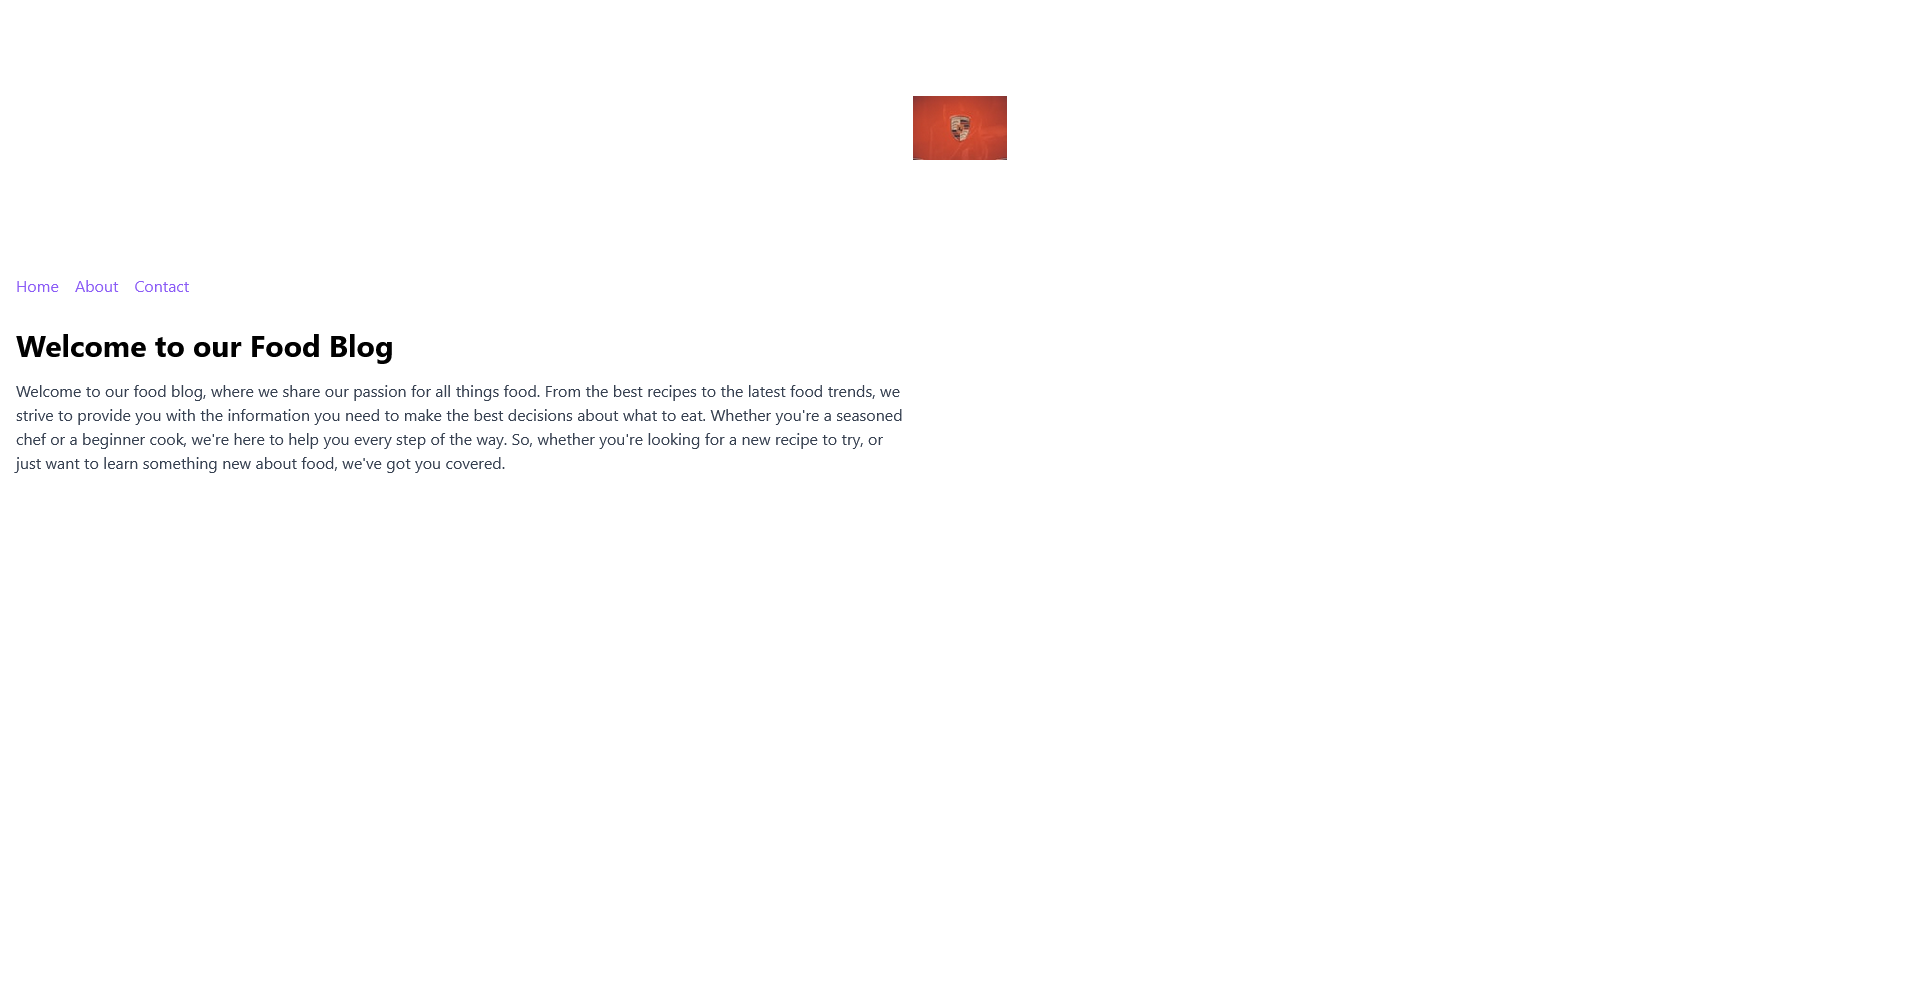 Home About Contact
Welcome to our Food Blog
Welcome to our food blog, where we share our passion for all things food. From the best recipes to the latest food trends, we
strive to provide you with the information you need to make the best decisions about what to eat. Whether you're a seasoned
chef or a beginner cook, we're here to help you every step of the way. So, whether you're looking for a new recipe to try, or
just want to learn something new about food, we've got you covered.